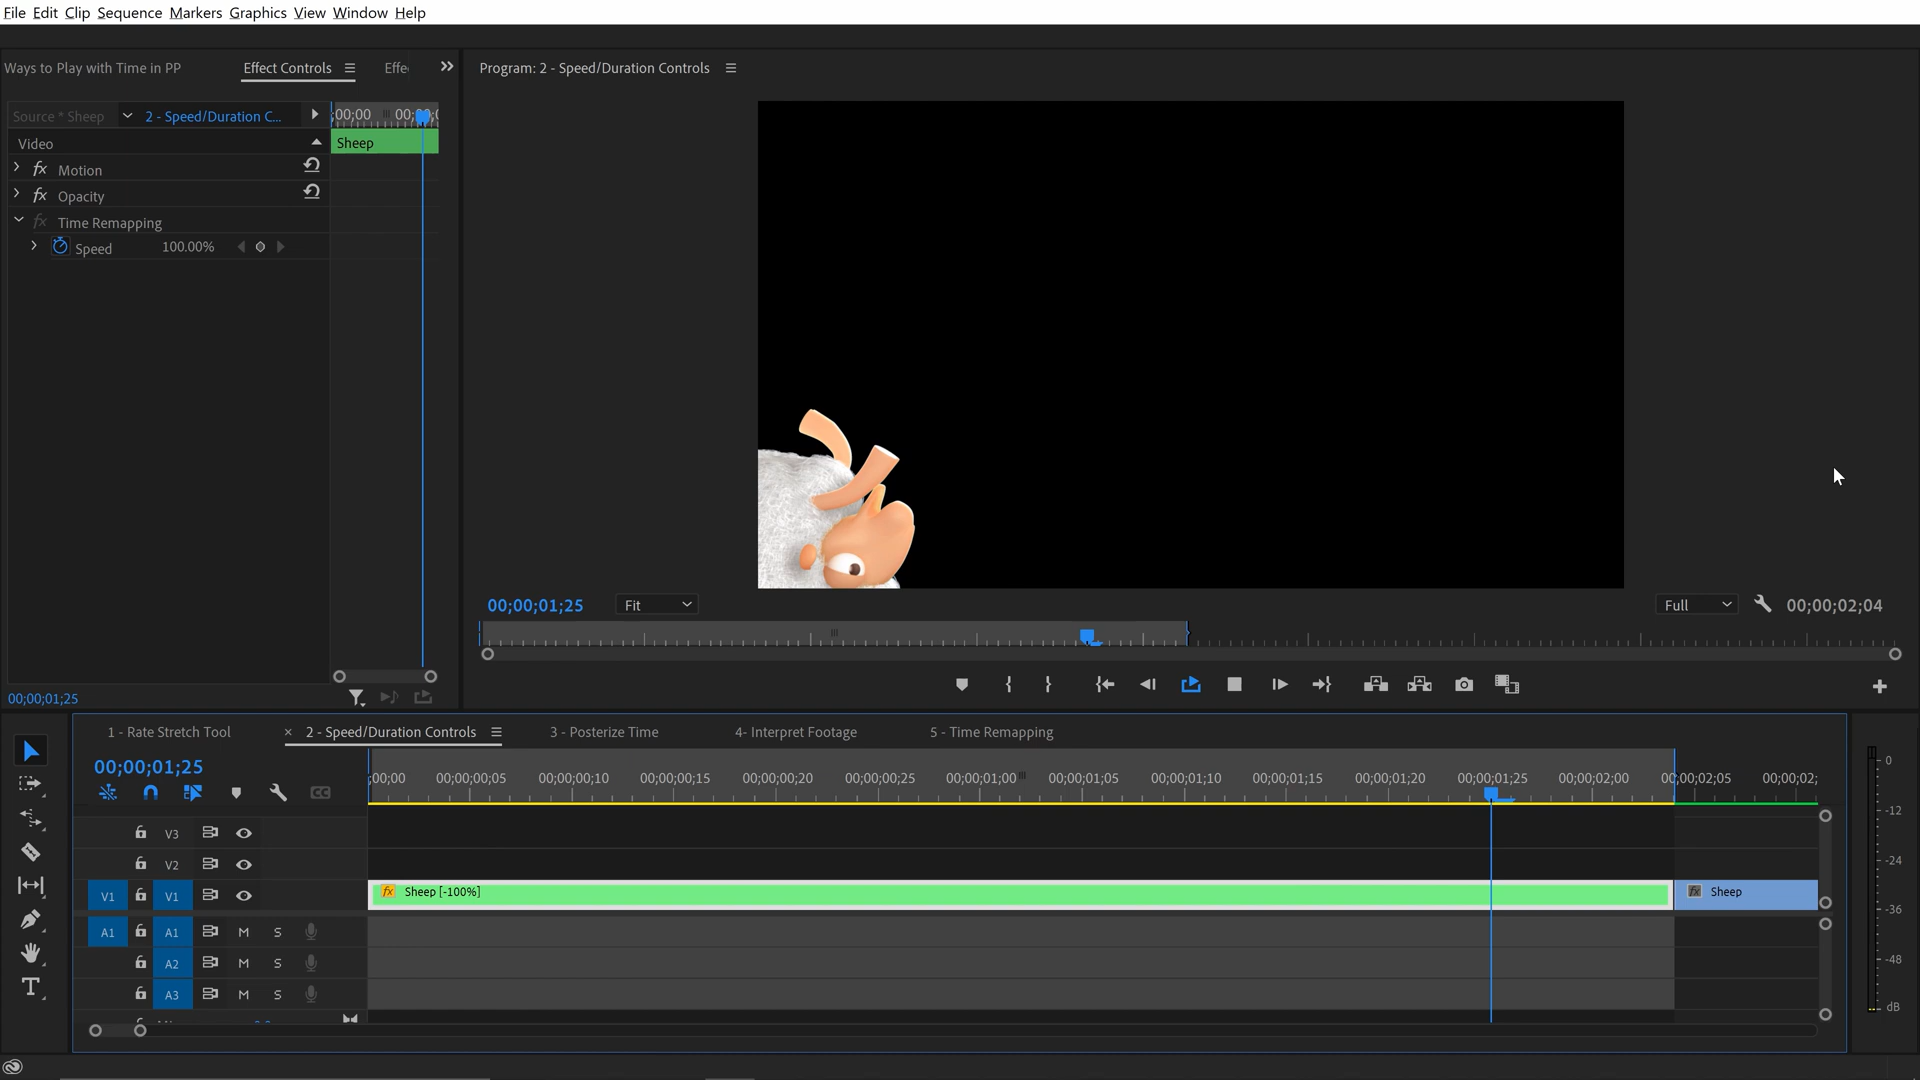 File Edit Clip Sequence Markers Graphics View Window Help
Ways to Play with Time in PP Effect Controls Effe
Program: 2 - Speed/Duration Controls
Source * Sheep 2 - Speed/Duration C...
;00;00 00;
Video Sheep
fx Motion
fx Opacity
fx Time Remapping
Speed 100.00%
00;00;01;25 Fit Full 00;00;02;04
00;00;01;25
1 - Rate Stretch Tool × 2 - Speed/Duration Controls 3 - Posterize Time 4- Interpret Footage 5 - Time Remapping
00;00;01;25
;00;00 00;00;00;05 00;00;00;10 00;00;00;15 00;00;00;20 00;00;00;25 00;00;01;00 00;00;01;05 00;00;01;10 00;00;01;15 00;00;01;20 00;00;01;25 00;00;02;00 00;00;02;05 00;00;02;
CC
V3
V2
V1 V1 fx Sheep [-100%] fx Sheep
A1 A1 M S
A2 M S
A3 M S
0
-12
-24
-36
-48
dB